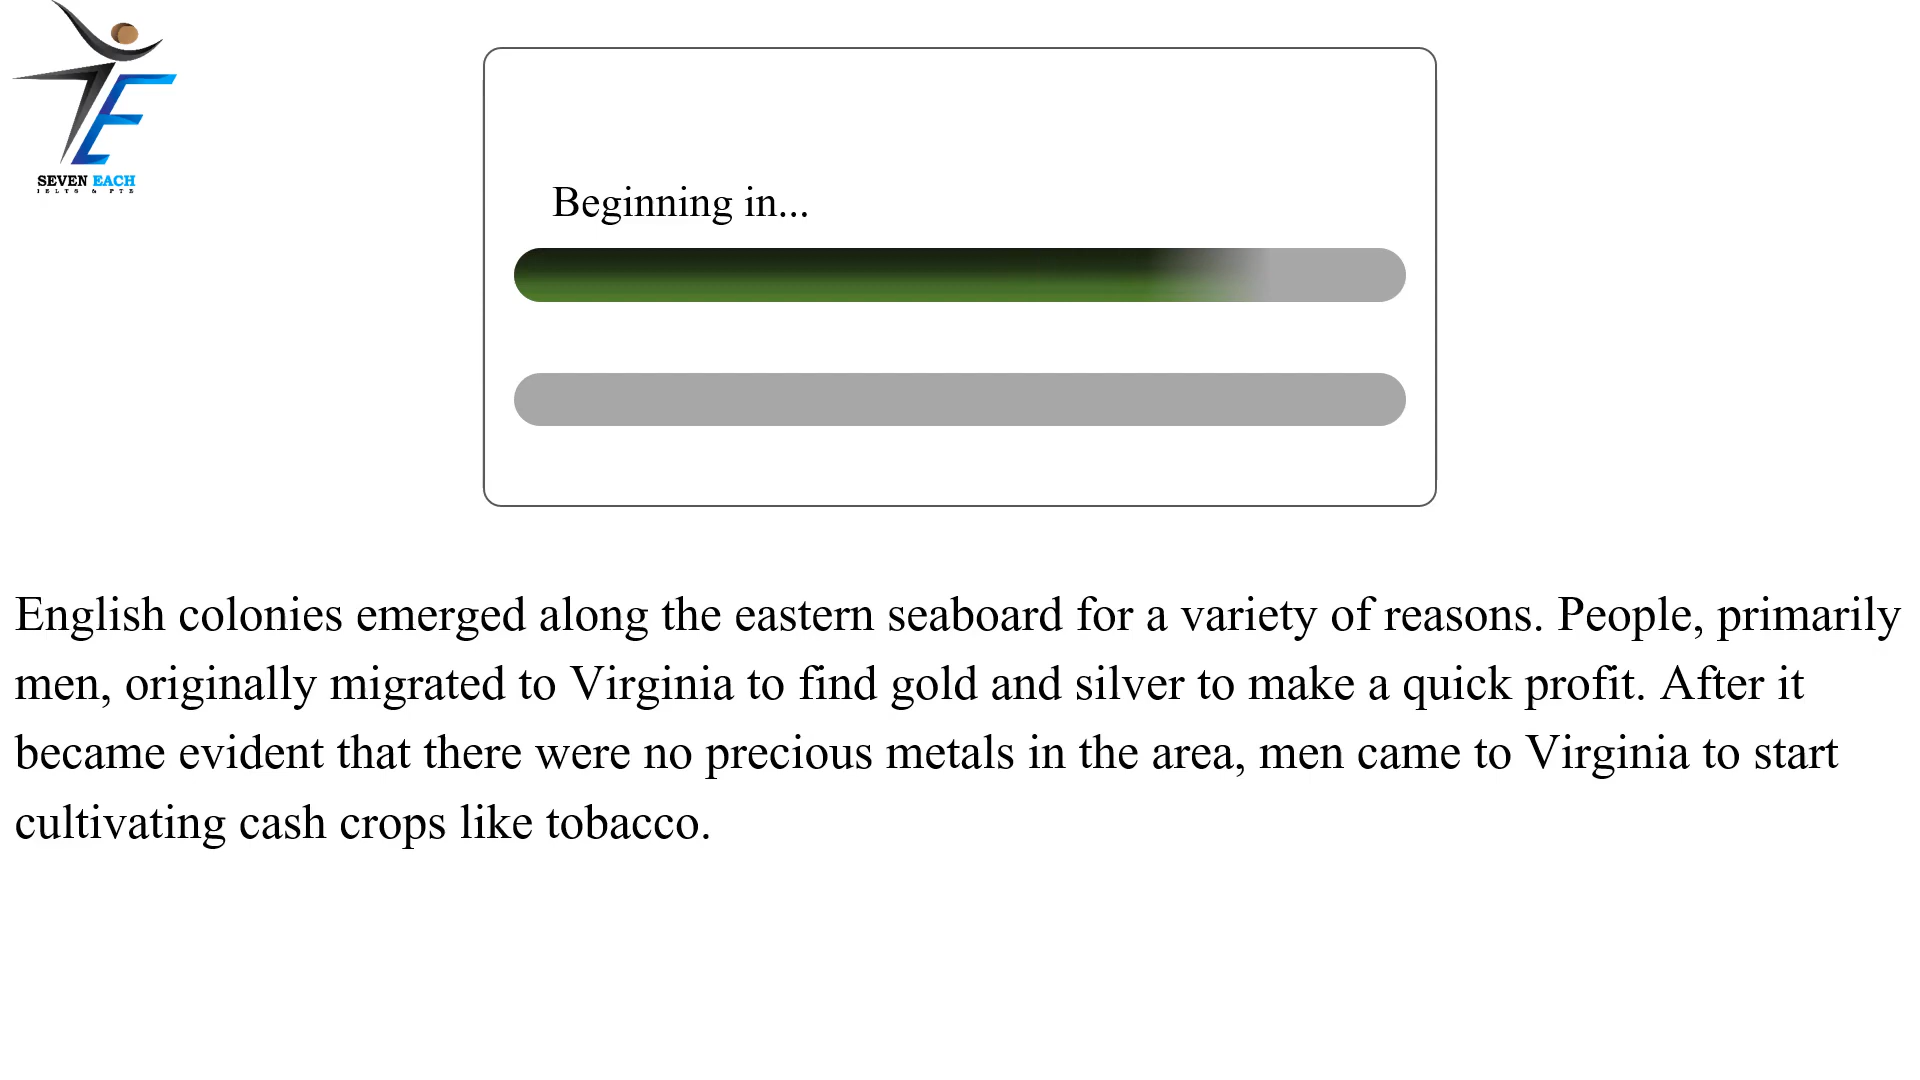 SEVEN EACH
IELTS & PTE
Beginning in...
English colonies emerged along the eastern seaboard for a variety of reasons. People, primarily
men, originally migrated to Virginia to find gold and silver to make a quick profit. After it
became evident that there were no precious metals in the area, men came to Virginia to start
cultivating cash crops like tobacco.